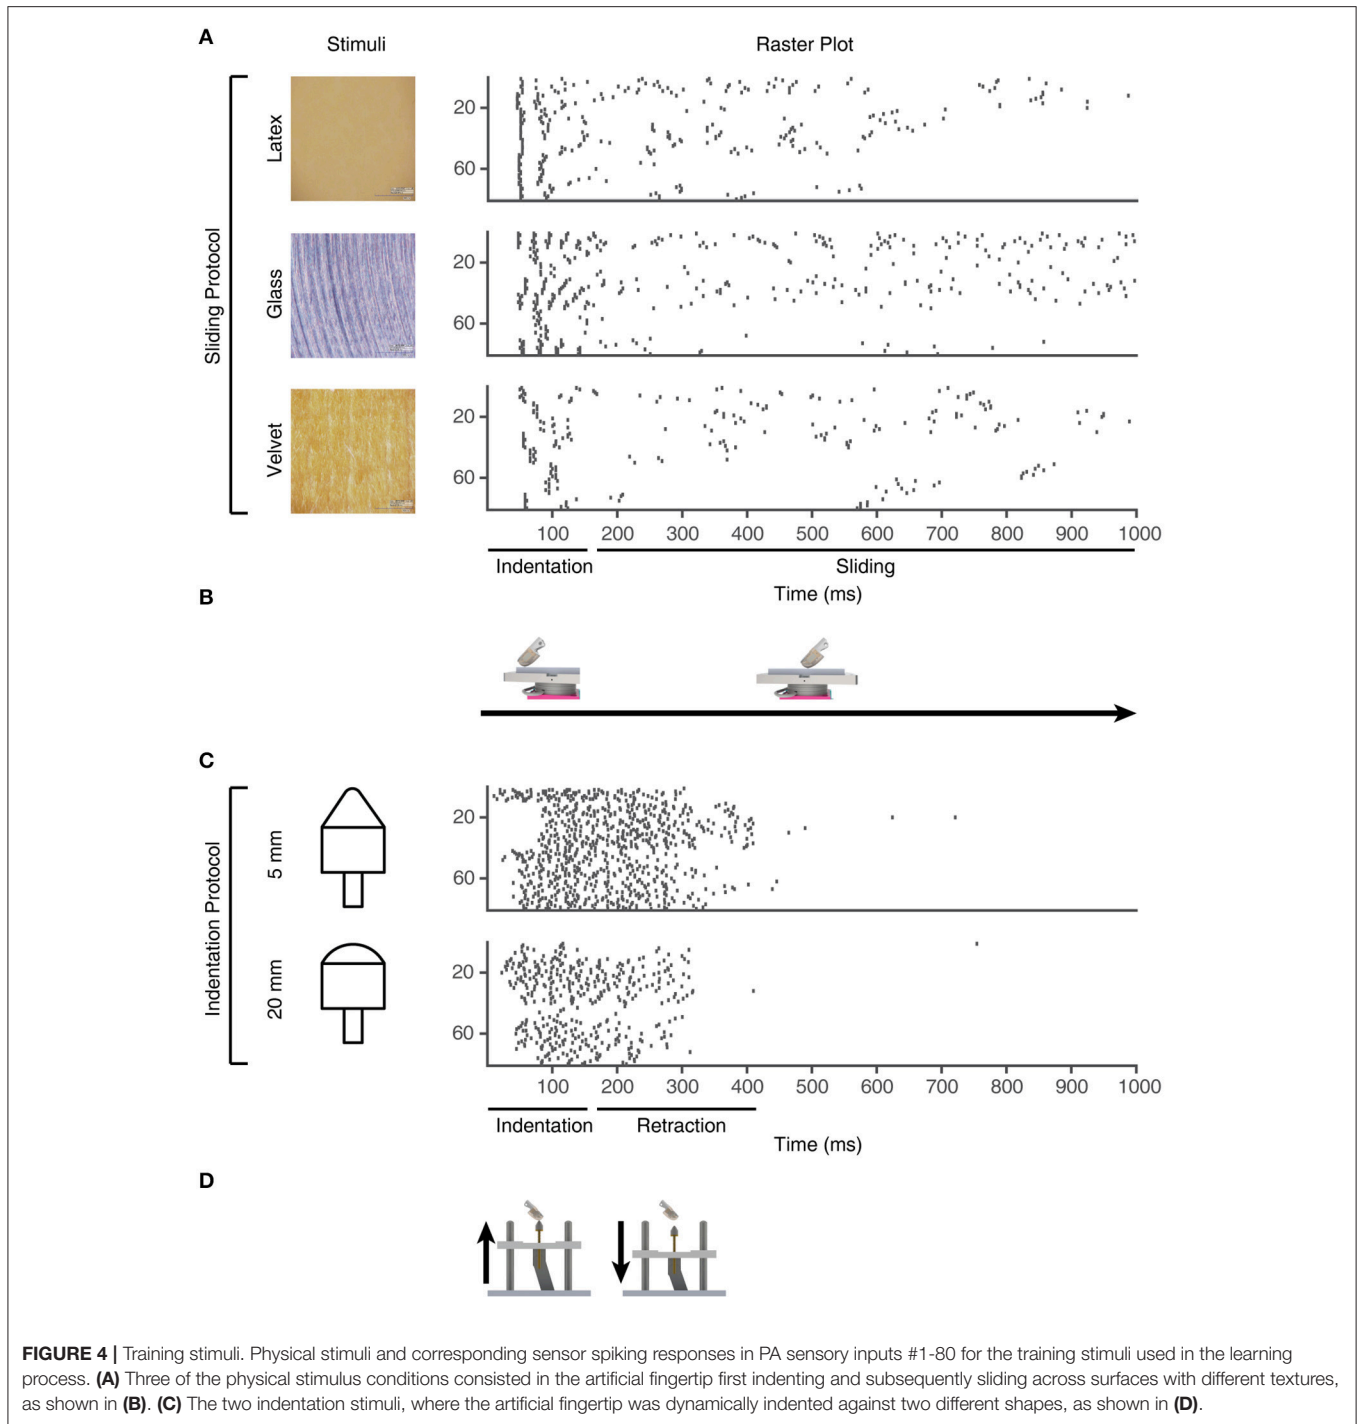 A
Stimuli
Raster Plot
Sliding Protocol
Latex
20
60
Glass
20
60
Velvet
20
60
100 200 300 400 500 600 700 800 900 1000
Indentation Sliding
Time (ms)
B
C
Indentation Protocol
5 mm
20
60
20 mm
20
60
100 200 300 400 500 600 700 800 900 1000
Indentation Retraction
Time (ms)
D
FIGURE 4 | Training stimuli. Physical stimuli and corresponding sensor spiking responses in PA sensory inputs #1-80 for the training stimuli used in the learning
process. (A) Three of the physical stimulus conditions consisted in the artificial fingertip first indenting and subsequently sliding across surfaces with different textures,
as shown in (B). (C) The two indentation stimuli, where the artificial fingertip was dynamically indented against two different shapes, as shown in (D).